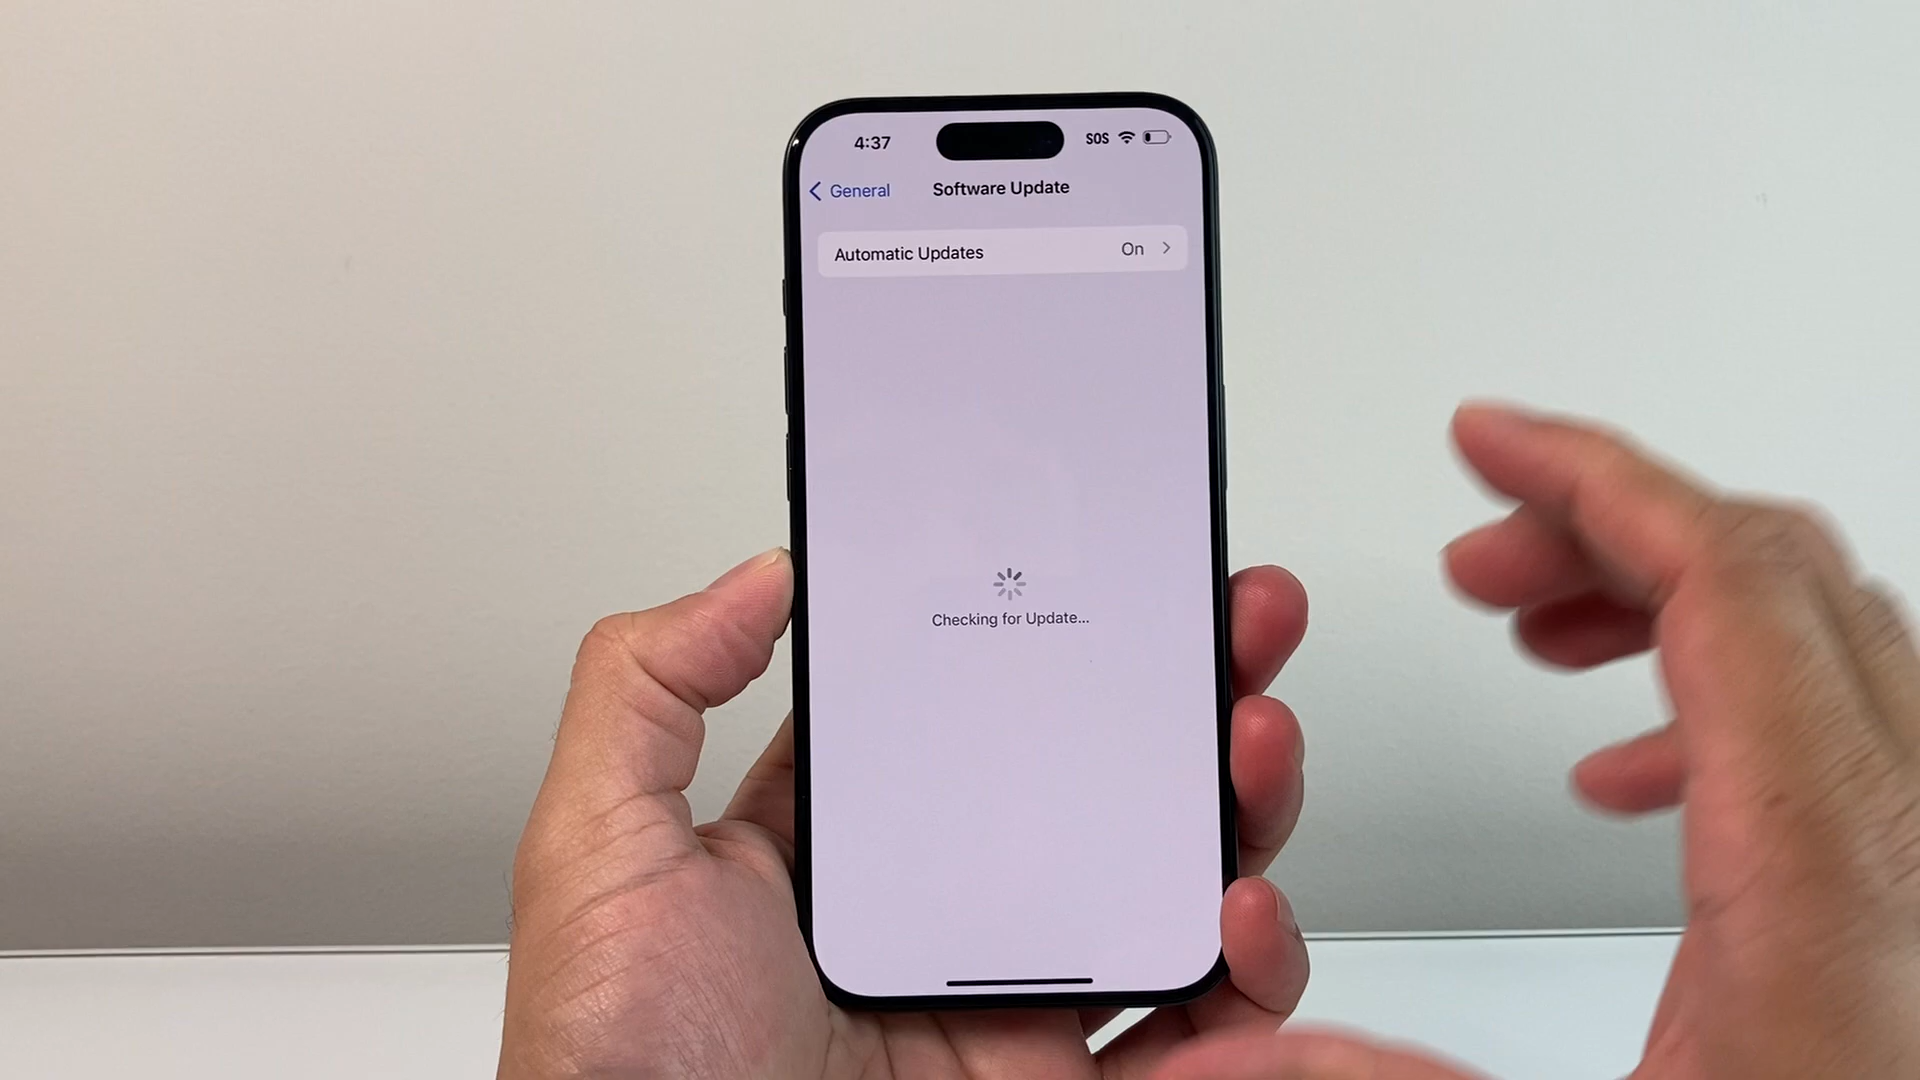 4:37 SOS
General Software Update
Automatic Updates On
Checking for Update...